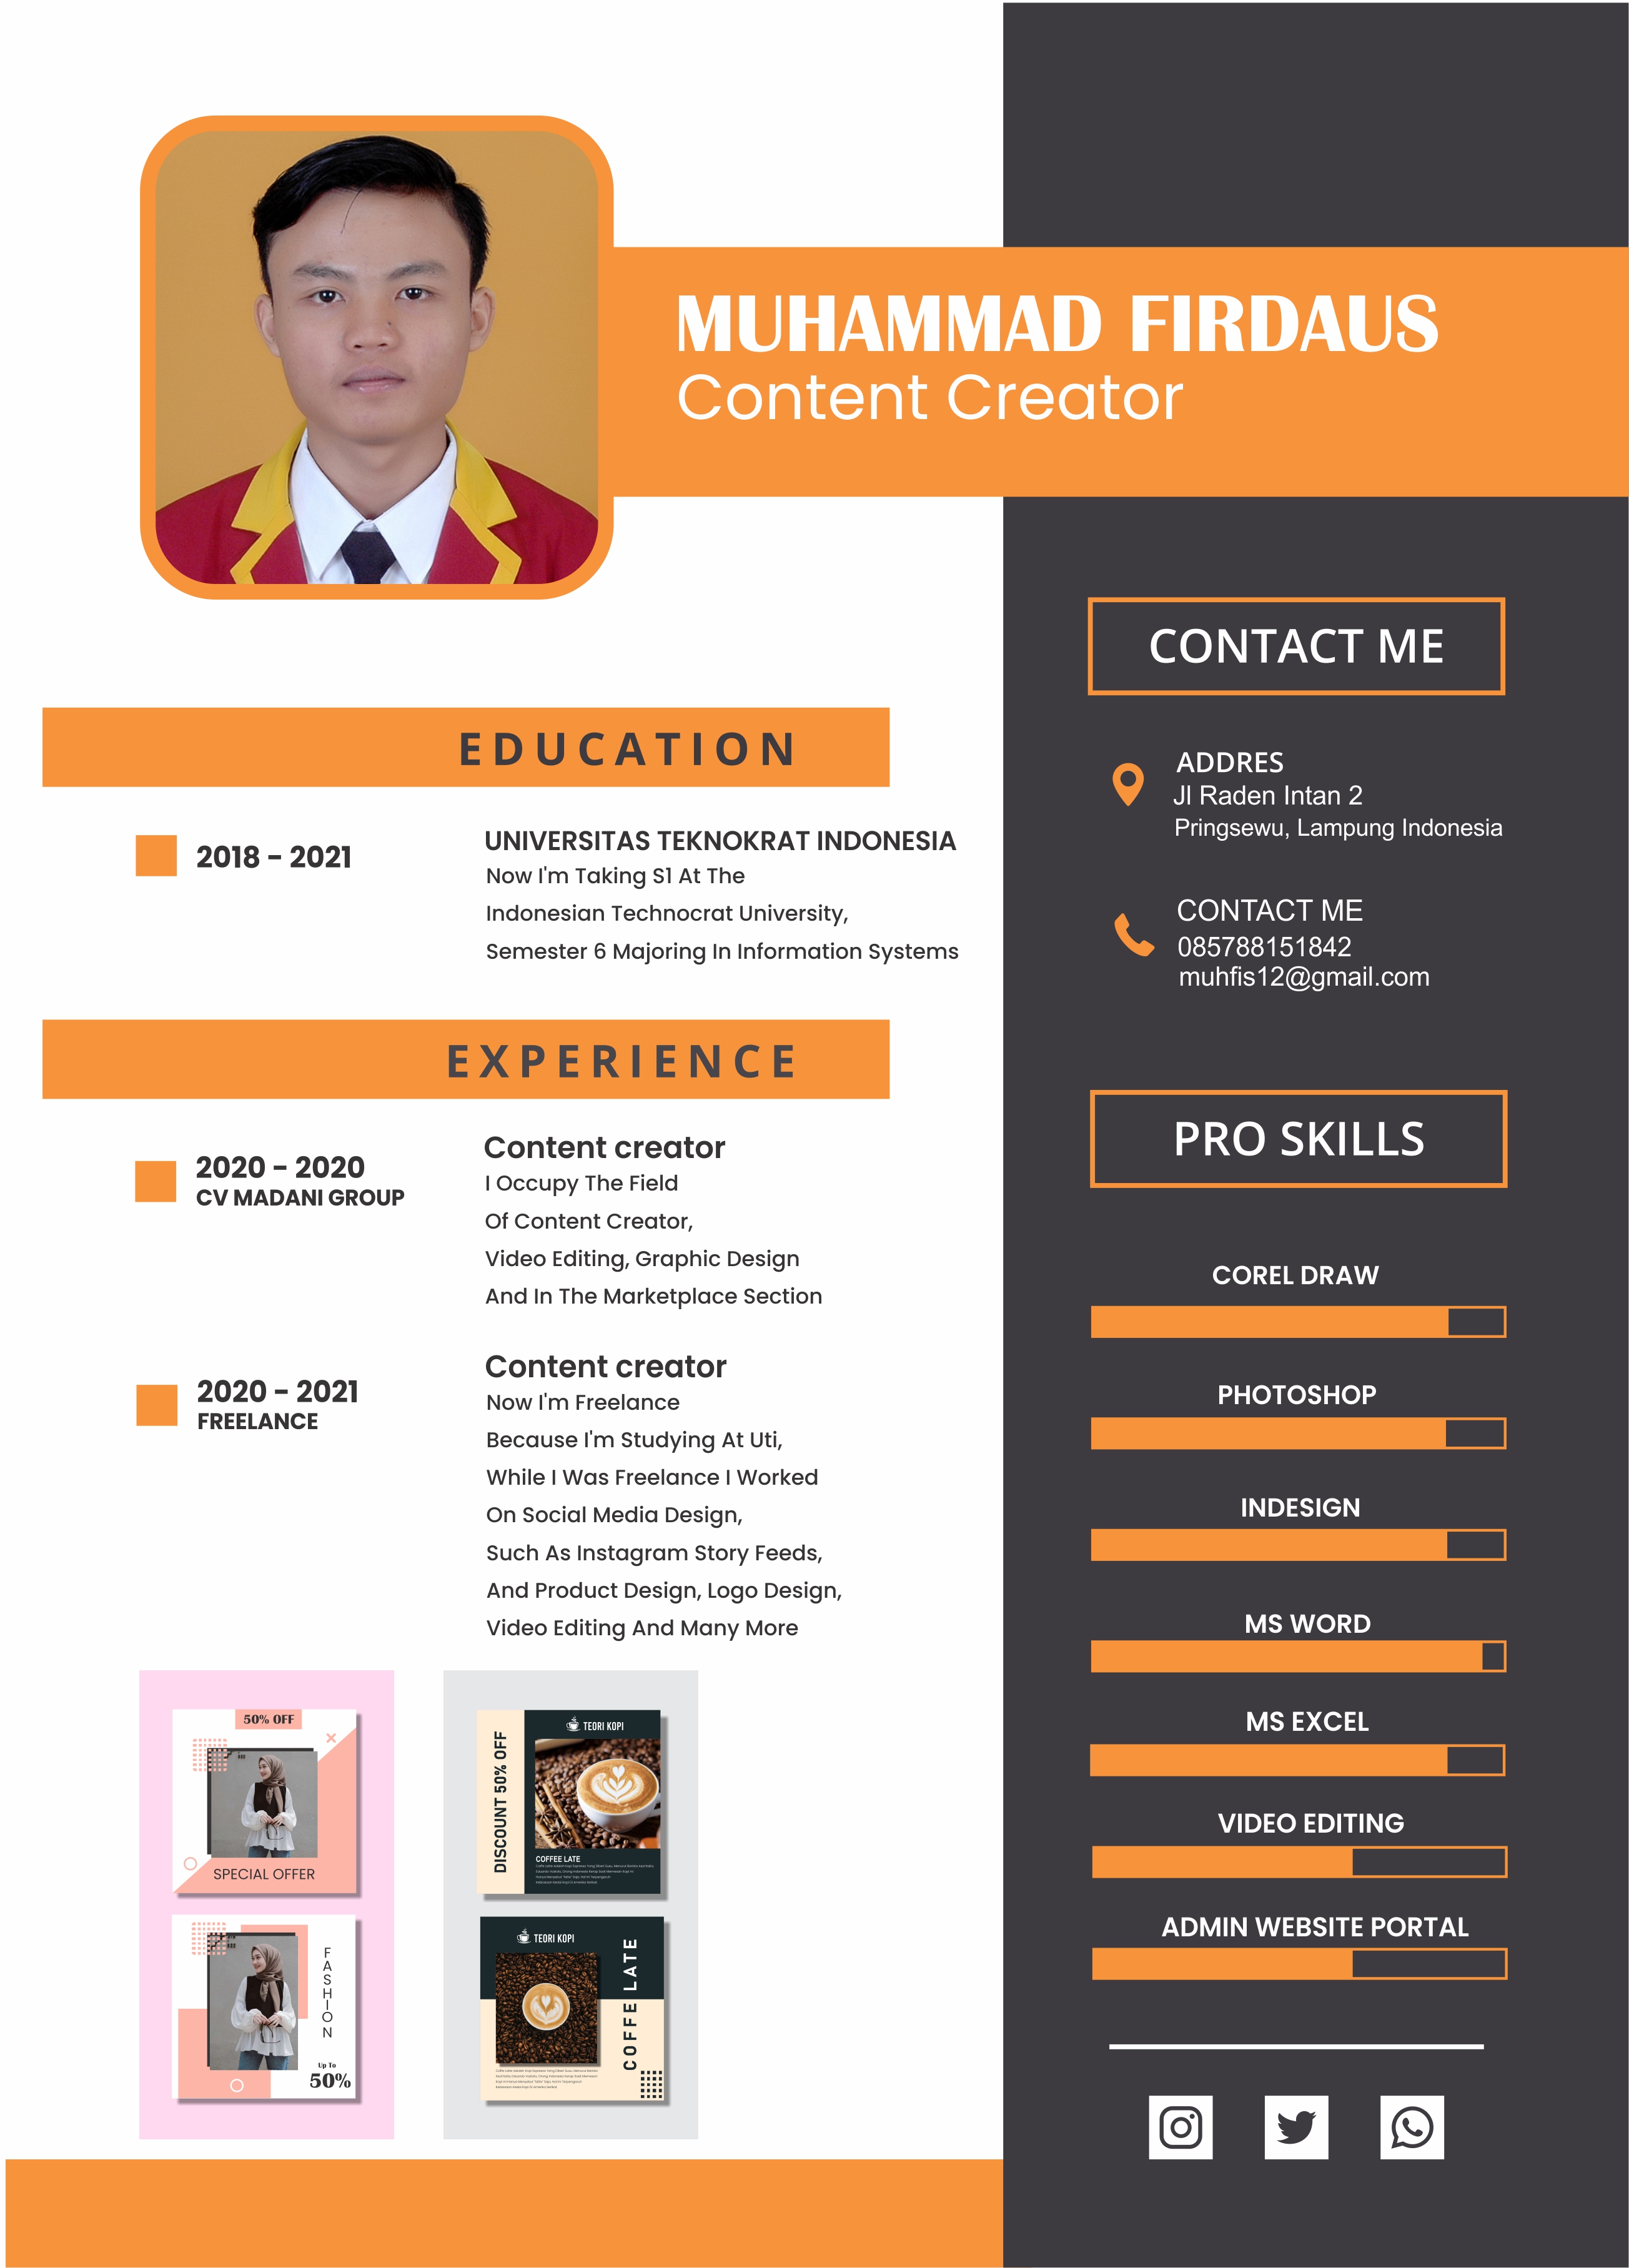 MUHAMMAD FIRDAUS
Content Creator
EDUCATION
2018 - 2021
UNIVERSITAS TEKNOKRAT INDONESIA
Now I'm Taking S1 At The
Indonesian Technocrat University,
Semester 6 Majoring In Information Systems
EXPERIENCE
2020 - 2020
CV MADANI GROUP
Content creator
I Occupy The Field
Of Content Creator,
Video Editing, Graphic Design
And In The Marketplace Section
2020 - 2021
FREELANCE
Content creator
Now I'm Freelance
Because I'm Studying At Uti,
While I Was Freelance I Worked
On Social Media Design,
Such As Instagram Story Feeds,
And Product Design, Logo Design,
Video Editing And Many More
50% OFF
SPECIAL OFFER
FASHION
Up To
50%
DISCOUNT 50% OFF
TEORI KOPI
COFFEE LATE
TEORI KOPI
COFFE LATE
CONTACT ME
ADDRES
Jl Raden Intan 2
Pringsewu, Lampung Indonesia
CONTACT ME
085788151842
muhfis12@gmail.com
PRO SKILLS
COREL DRAW
PHOTOSHOP
INDESIGN
MS WORD
MS EXCEL
VIDEO EDITING
ADMIN WEBSITE PORTAL